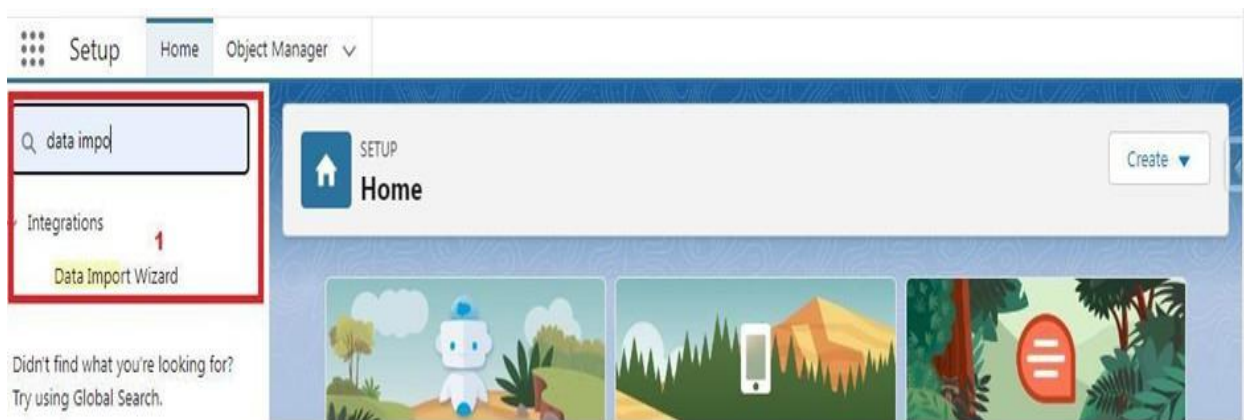 Setup Home Object Manager
data impo
SETUP
Home
Create
Integrations
1
Data Import Wizard
Didn't find what you're looking for?
Try using Global Search.